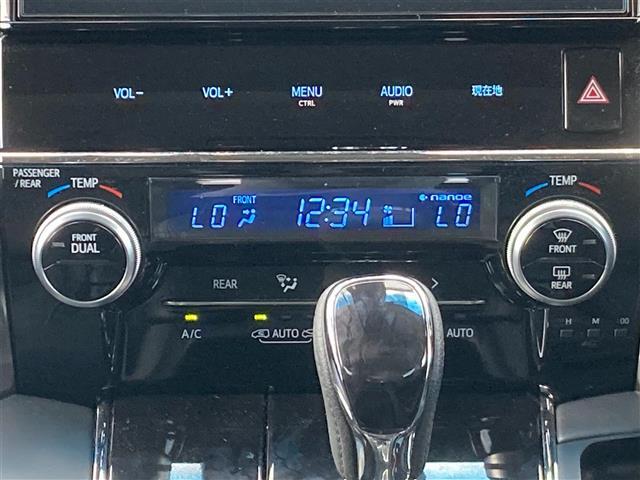 VOL− VOL+ MENU AUDIO 現在地
CTRL PWR
PASSENGER
/ REAR
TEMP TEMP
FRONT nanoe
LO 12:34 LO
FRONT
DUAL
FRONT
REAR
REAR
A/C AUTO AUTO
H M :00